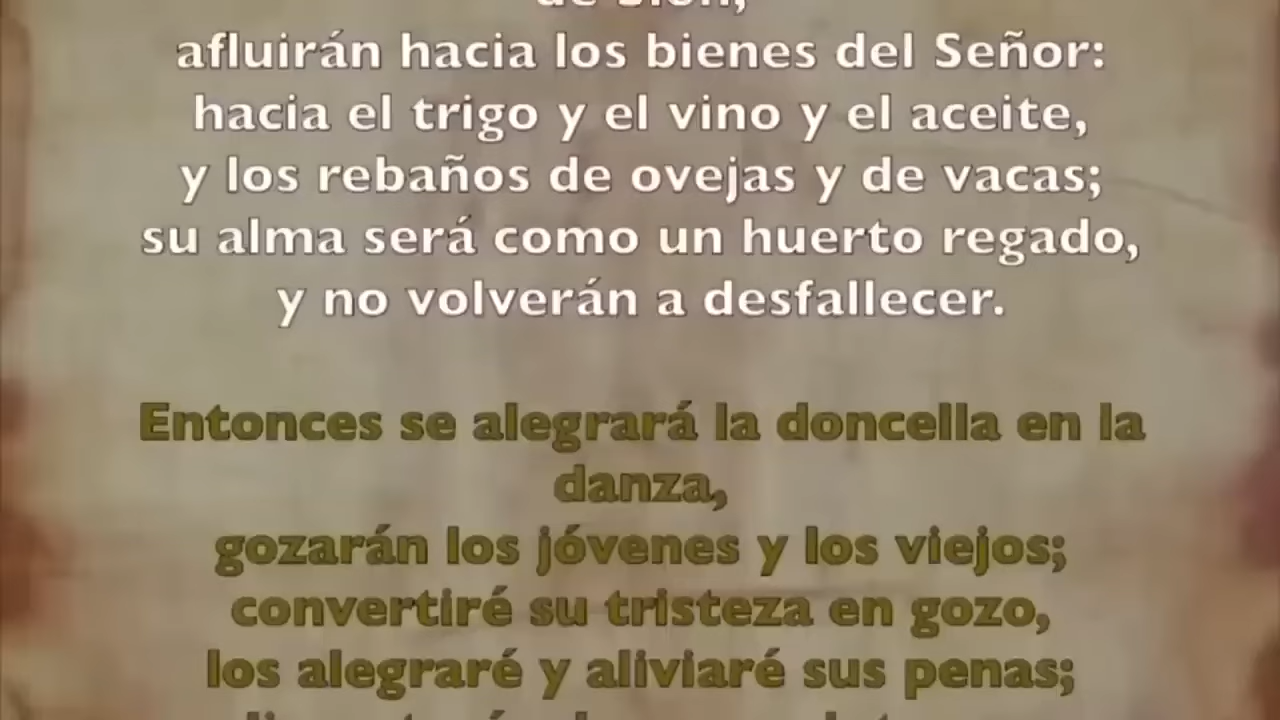 de Sión,
afluirán hacia los bienes del Señor:
hacia el trigo y el vino y el aceite,
y los rebaños de ovejas y de vacas;
su alma será como un huerto regado,
y no volverán a desfallecer.
Entonces se alegrará la doncella en la
danza,
gozarán los jóvenes y los viejos;
convertiré su tristeza en gozo,
los alegraré y aliviaré sus penas;